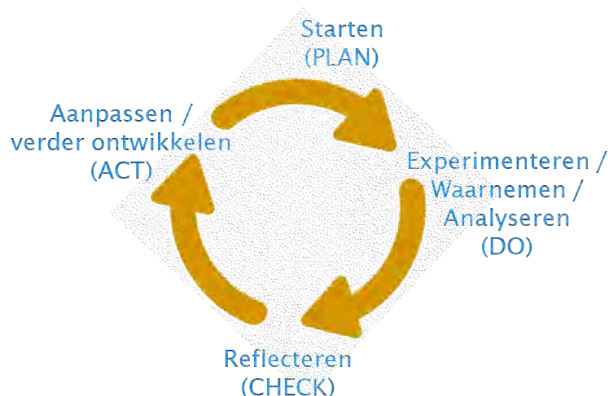 Starten
(PLAN)
Experimenteren /
Waarnemen /
Analyseren
(DO)
Reflecteren
(CHECK)
Aanpassen /
verder ontwikkelen
(ACT)